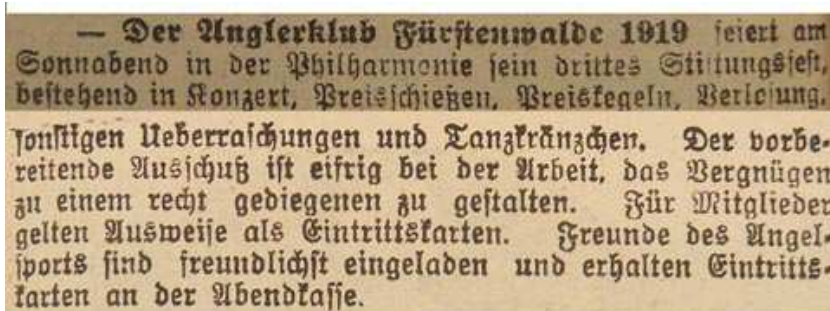 — Der Anglerklub Fürstenwalde 1919 feiert am
Sonnabend in der Philharmonie sein drittes Stiftungsfest,
bestehend in Konzert, Preisschießen, Preiskegeln, Verlosung,
sonstigen Ueberraschungen und Tanzkränzchen. Der vorbe-
reitende Ausschuß ist eifrig bei der Arbeit, das Vergnügen
zu einem recht gediegenen zu gestalten. Für Mitglieder
gelten Ausweise als Eintrittskarten. Freunde des Angel-
sports sind freundlichst eingeladen und erhalten Eintritts-
karten an der Abendkasse.